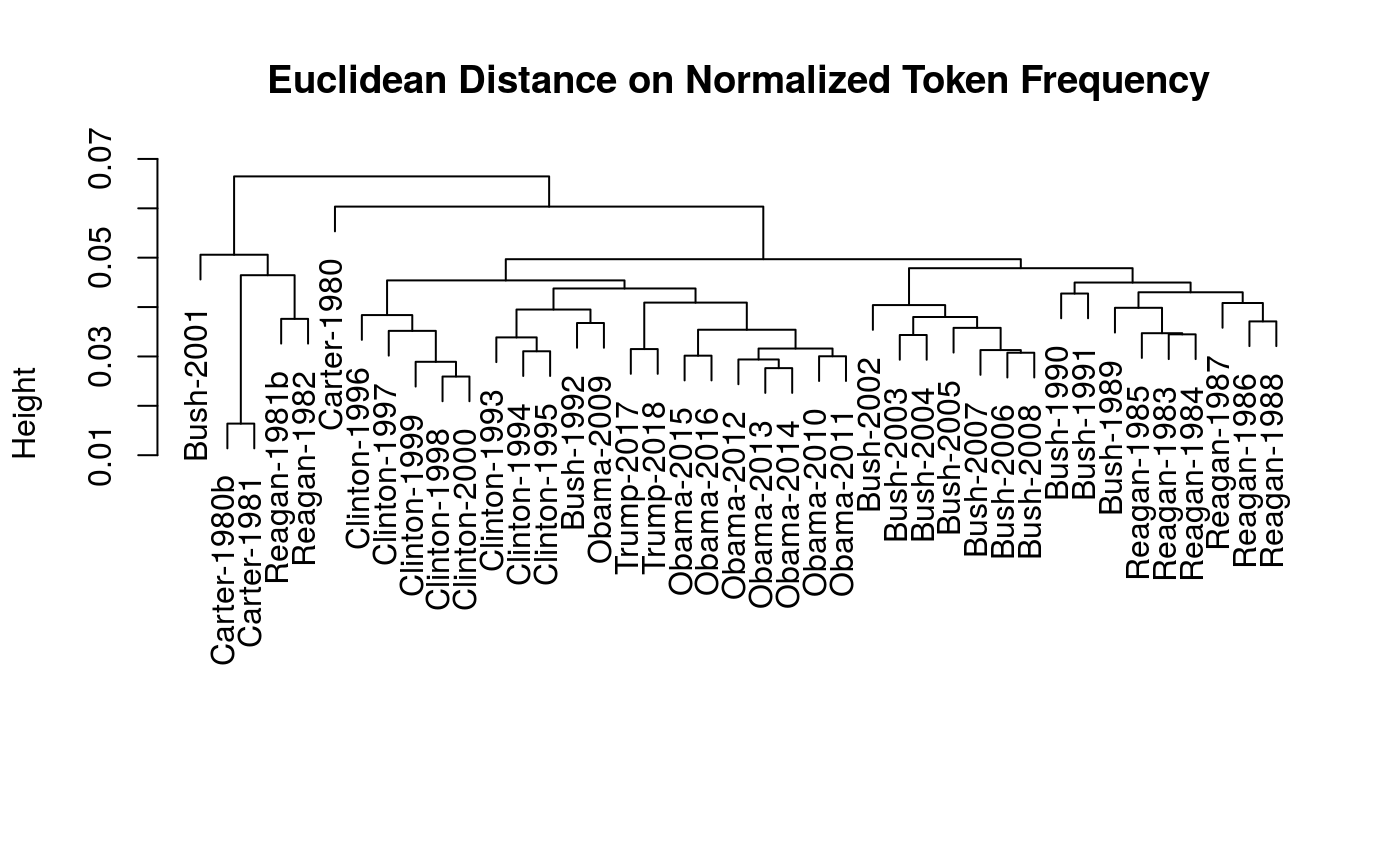 Euclidean Distance on Normalized Token Frequency
Height
0.07
0.05
0.03
0.01
Bush-2001
Carter-1980b
Carter-1981
Reagan-1981b
Reagan-1982
Carter-1980
Clinton-1996
Clinton-1997
Clinton-1999
Clinton-1998
Clinton-2000
Clinton-1993
Clinton-1994
Clinton-1995
Bush-1992
Obama-2009
Trump-2017
Trump-2018
Obama-2015
Obama-2016
Obama-2012
Obama-2013
Obama-2014
Obama-2010
Obama-2011
Bush-2002
Bush-2003
Bush-2004
Bush-2005
Bush-2007
Bush-2006
Bush-2008
Bush-1990
Bush-1991
Bush-1989
Reagan-1985
Reagan-1983
Reagan-1984
Reagan-1987
Reagan-1986
Reagan-1988